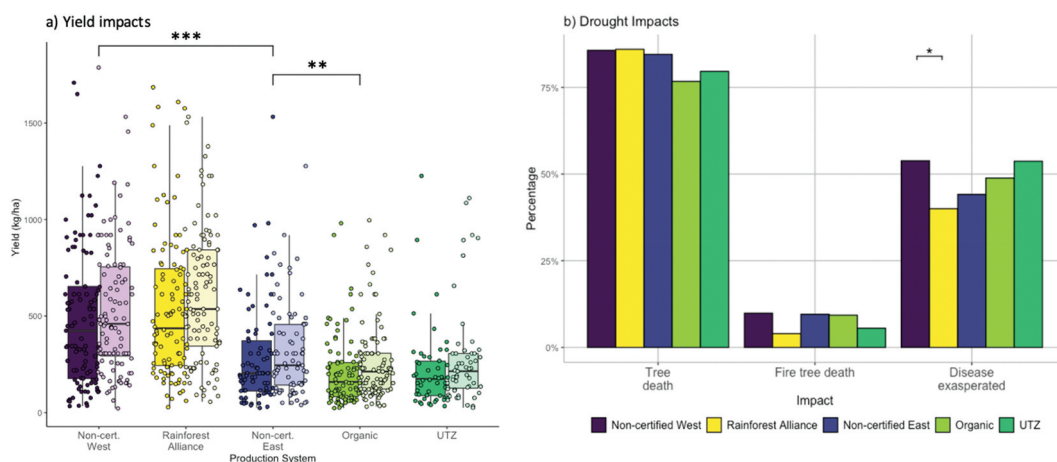 a) Yield impacts
***
**
1500
1000
500
0
Yield (kg/ha)
Non-cert.
West
Rainforest
Alliance
Non-cert.
East
Organic
UTZ
Production System
b) Drought Impacts
*
75%
50%
25%
0%
Percentage
Tree
death
Fire tree death
Disease
exasperated
Impact
Non-certified West Rainforest Alliance Non-certified East Organic UTZ